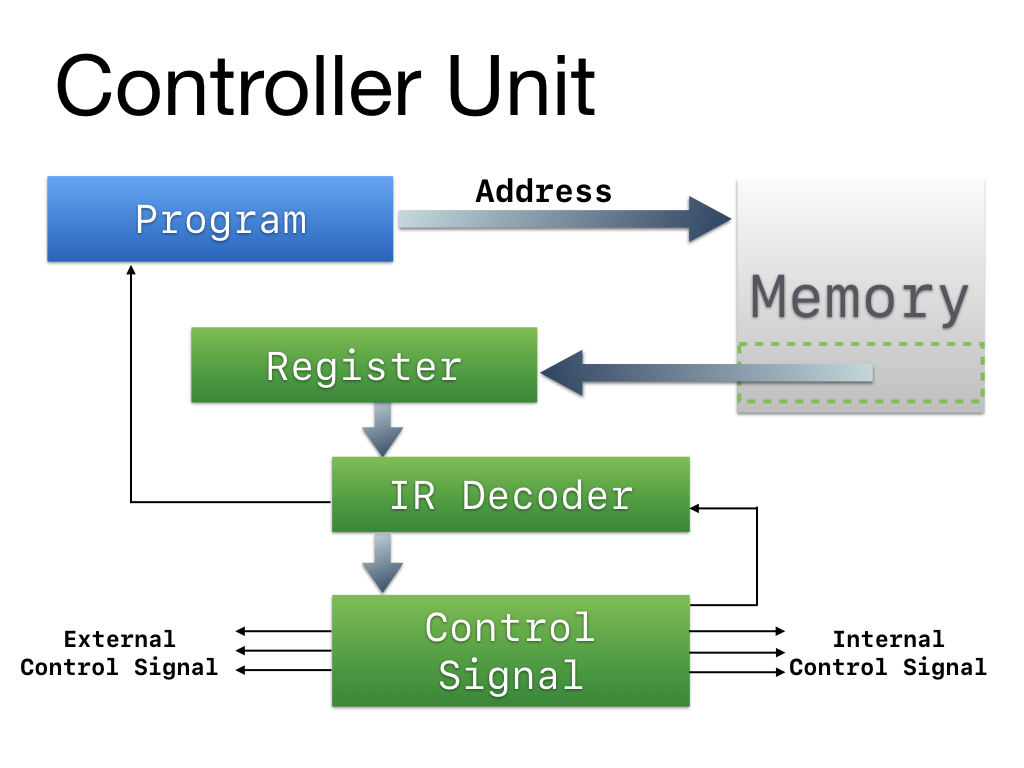 Controller Unit
Address
Program
Memory
Register
IR Decoder
Control
Signal
External
Control Signal
Internal
Control Signal